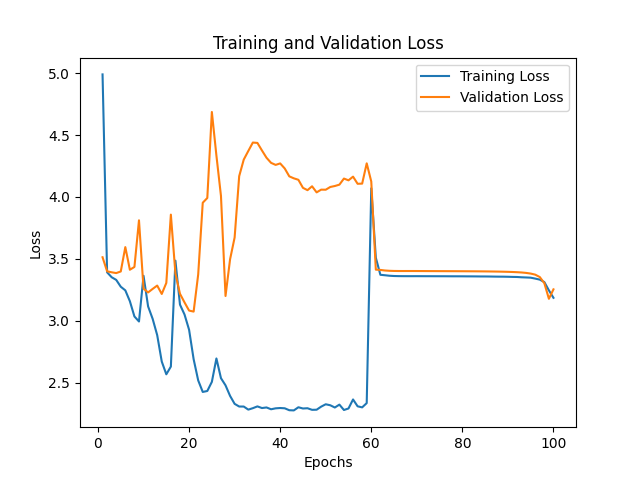 Training and Validation Loss
Training Loss
Validation Loss
5.0
4.5
4.0
3.5
3.0
2.5
Loss
0 20 40 60 80 100
Epochs